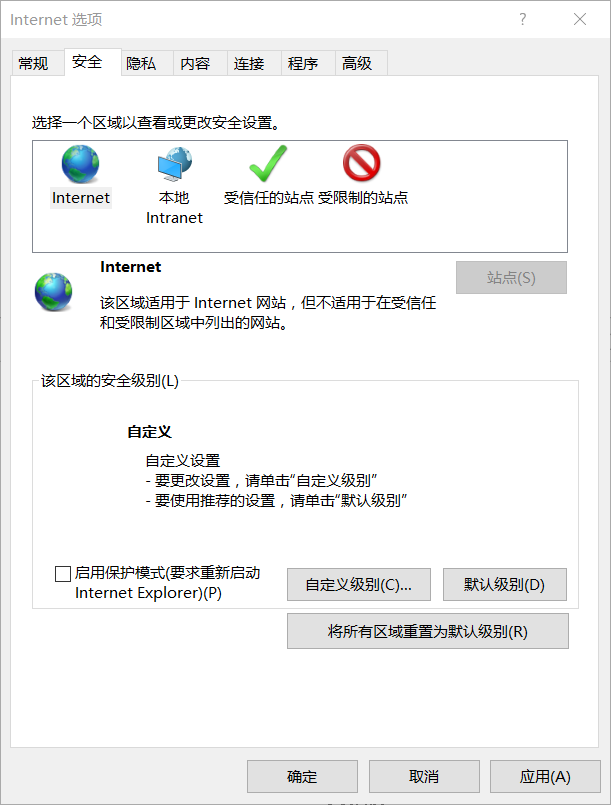 Internet 选项
?
常规 安全 隐私 内容 连接 程序 高级
选择一个区域以查看或更改安全设置。
Internet 本地 Intranet 受信任的站点 受限制的站点
Internet
站点(S)
该区域适用于 Internet 网站，但不适用于在受信任
和受限制区域中列出的网站。
该区域的安全级别(L)
自定义
自定义设置
- 要更改设置，请单击“自定义级别”
- 要使用推荐的设置，请单击“默认级别”
启用保护模式(要求重新启动
Internet Explorer)(P)
自定义级别(C)... 默认级别(D)
将所有区域重置为默认级别(R)
确定 取消 应用(A)